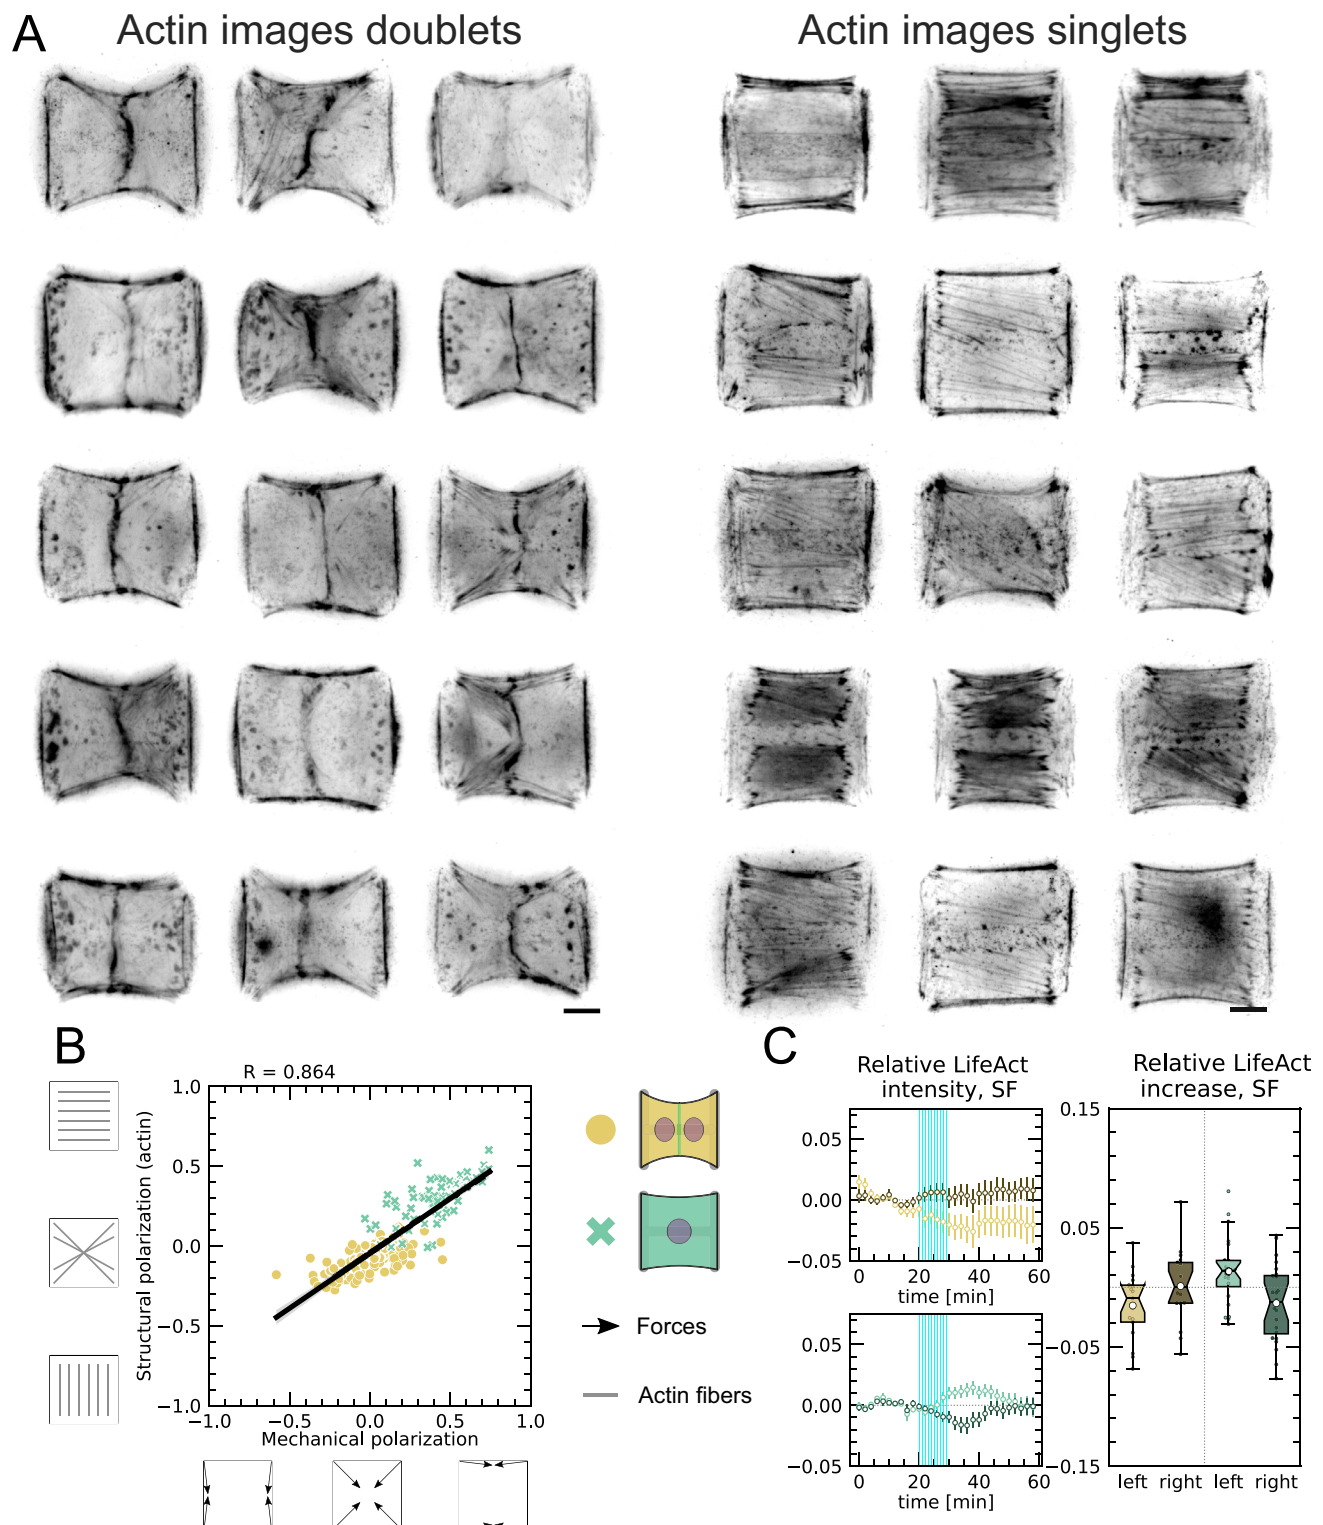 A
Actin images doublets
Actin images singlets
B
R = 0.864
Structural polarization (actin)
1.0
0.5
0.0
−0.5
−1.0
−1.0
−0.5
0.0
0.5
1.0
Mechanical polarization
Forces
Actin fibers
C
Relative LifeAct
intensity, SF
0.05
0.00
−0.05
0
20
40
60
time [min]
0.05
0.00
−0.05
0
20
40
60
time [min]
Relative LifeAct
increase, SF
0.15
0.05
−0.05
−0.15
left
right
left
right